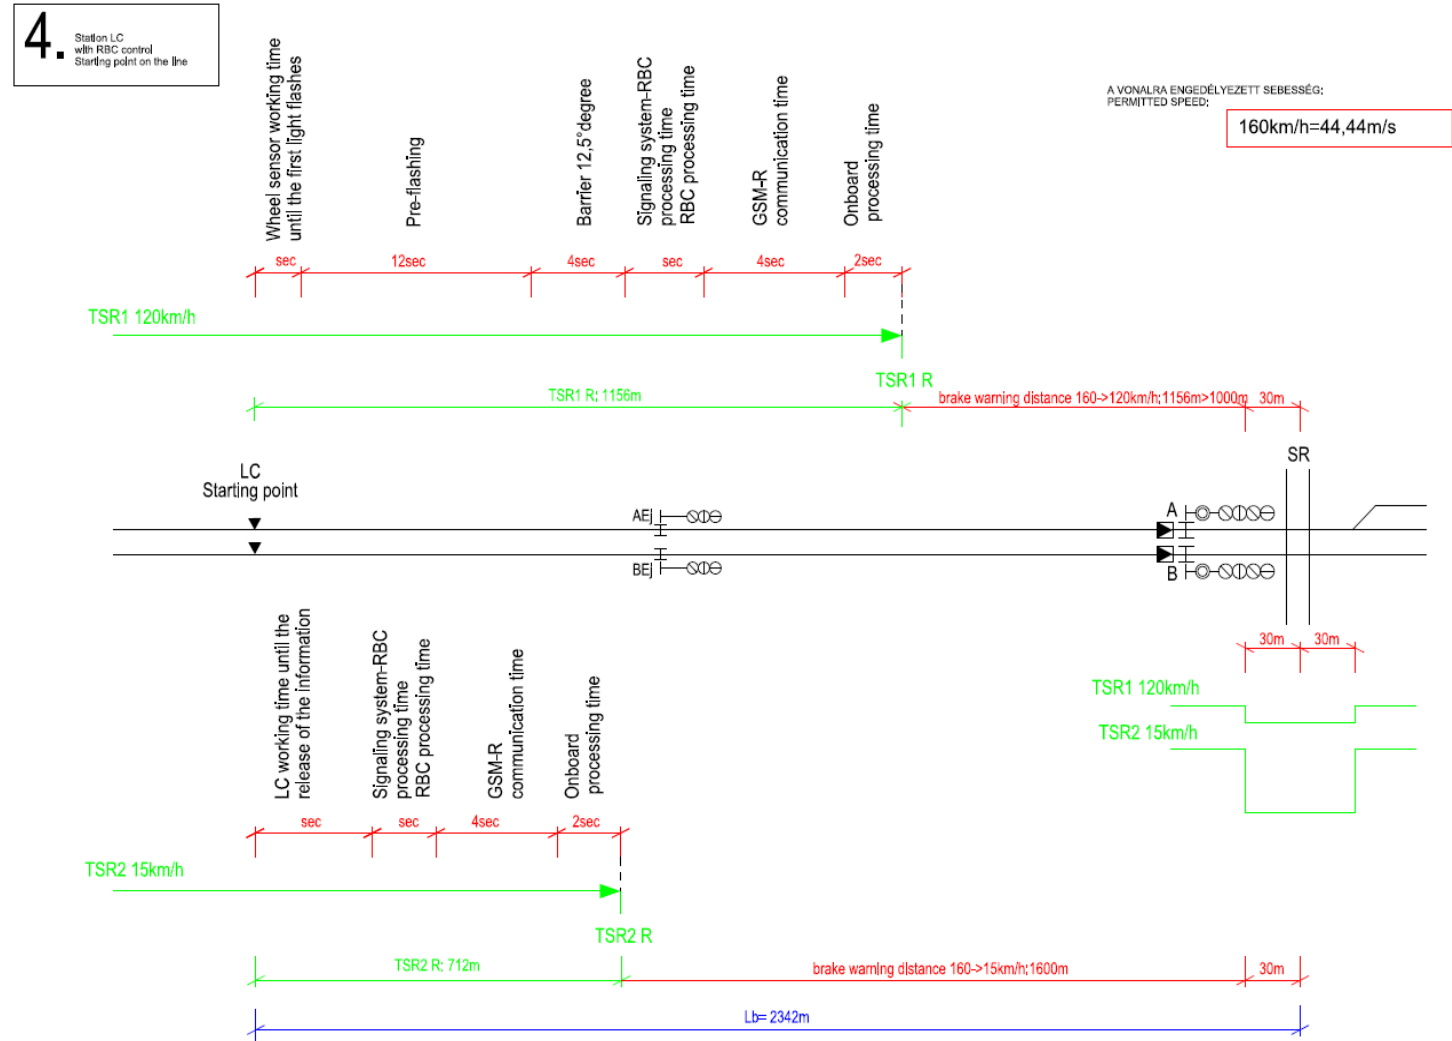 4.
Station LC
with RBC control
Starting point on the line
Wheel sensor working time
until the first light flashes
Pre-flashing
Barrier 12,5°degree
Signaling system-RBC
processing time
RBC processing time
GSM-R
communication time
Onboard
processing time
A VONALRA ENGEDÉLYEZETT SEBESSÉG:
PERMITTED SPEED:
160km/h=44,44m/s
sec
12sec
4sec
sec
4sec
2sec
TSR1 120km/h
TSR1 R
TSR1 R: 1156m
brake warning distance 160->120km/h:1156m>1000m
30m
SR
LC
Starting point
AEj
A
BEj
B
LC working time until the
release of the information
Signaling system-RBC
processing time
RBC processing time
GSM-R
communication time
Onboard
processing time
30m
30m
TSR1 120km/h
TSR2 15km/h
sec
sec
4sec
2sec
TSR2 15km/h
TSR2 R
TSR2 R: 712m
brake warning distance 160->15km/h:1600m
30m
Lb= 2342m